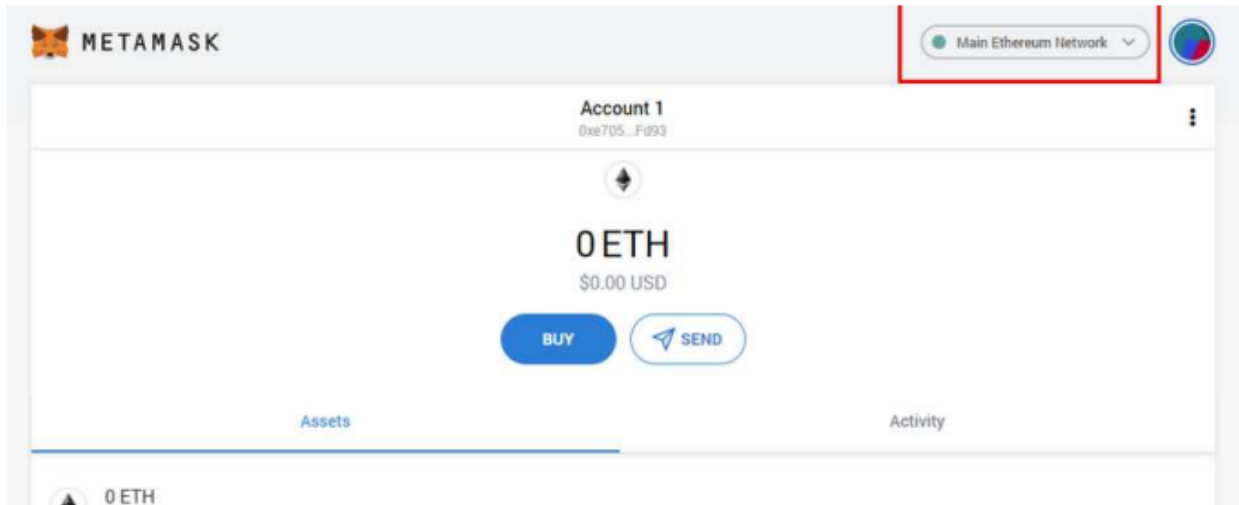 METAMASK
Main Ethereum Network
Account 1
0xe705...Fd93
0 ETH
$0.00 USD
BUY
SEND
Assets
Activity
0 ETH